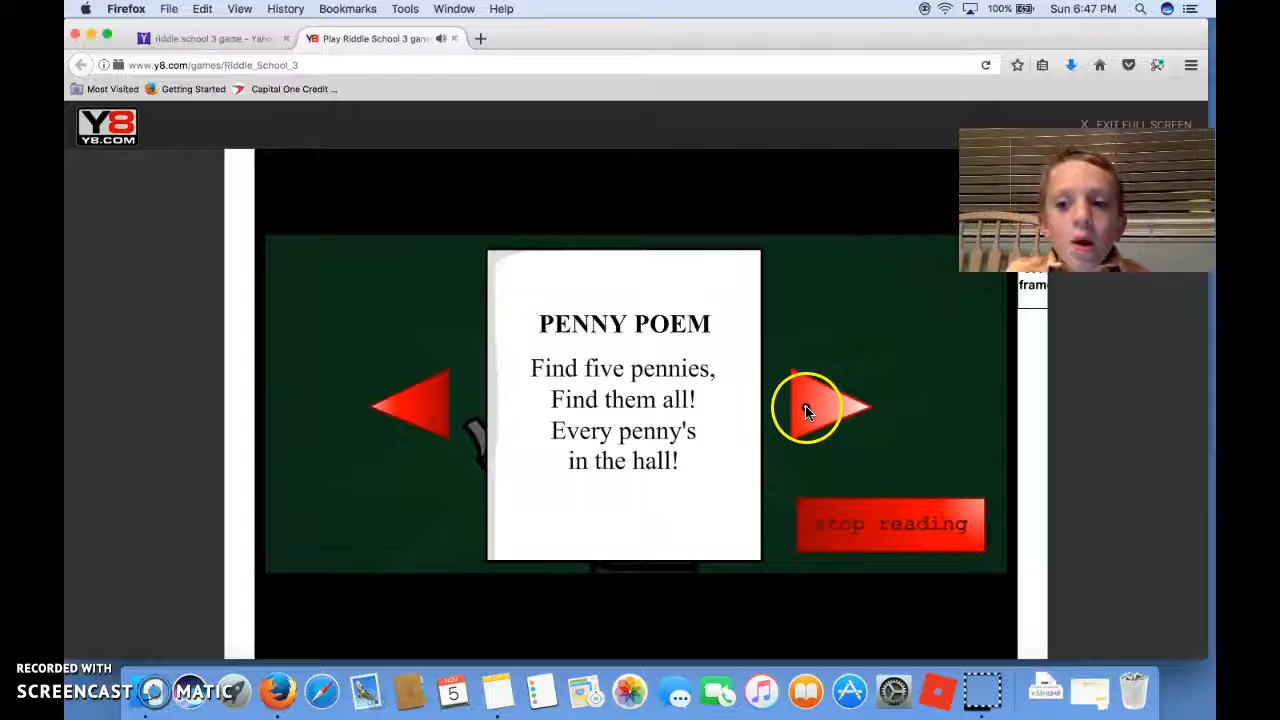 Firefox File Edit View History Bookmarks Tools Window Help 100% Sun 6:47 PM
riddle school 3 game - Yaho Play Riddle School 3 gam
www.y8.com/games/Riddle_School_3
Most Visited Getting Started Capital One Credit ...
Y8
Y8.COM
X EXIT FULL SCREEN
fram
PENNY POEM
Find five pennies,
Find them all!
Every penny's
in the hall!
stop reading
RECORDED WITH
SCREENCAST MATIC
NOV
5